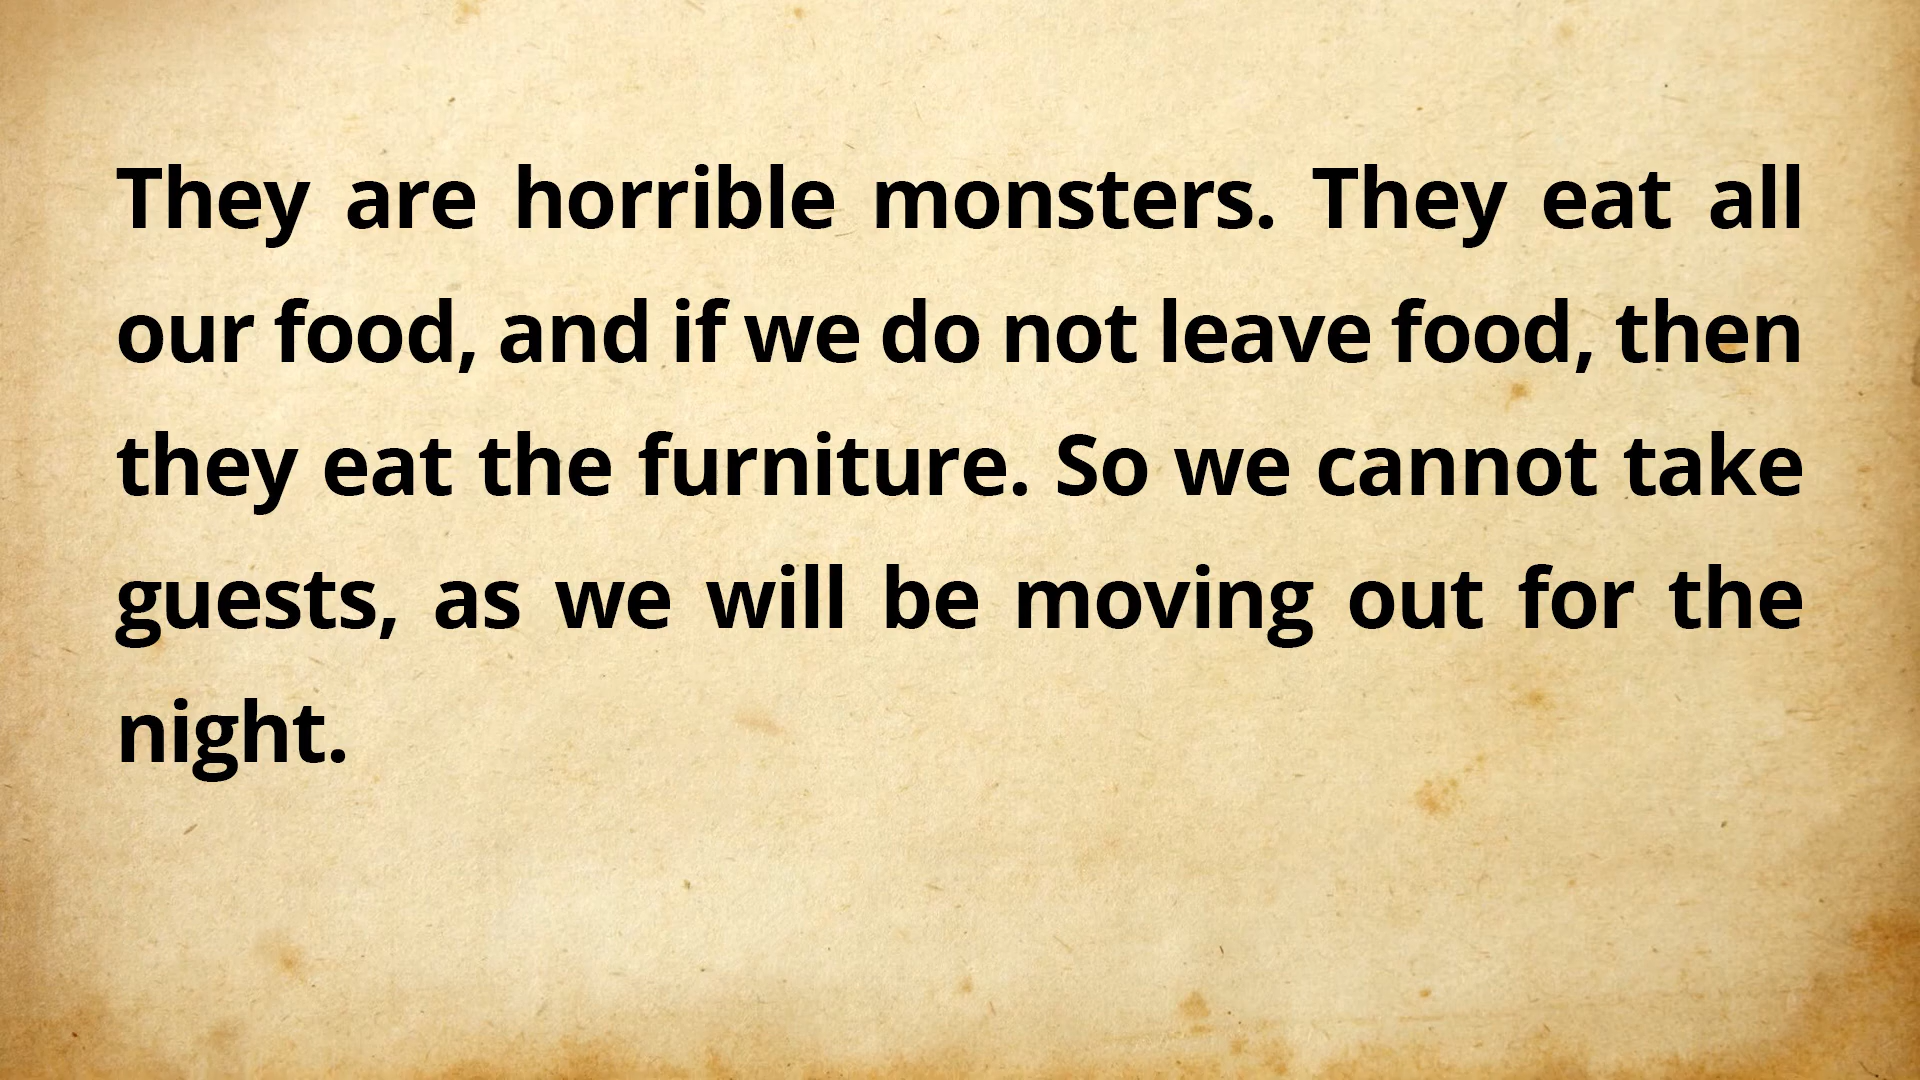 They are horrible monsters. They eat all
our food, and if we do not leave food, then
they eat the furniture. So we cannot take
guests, as we will be moving out for the
night.